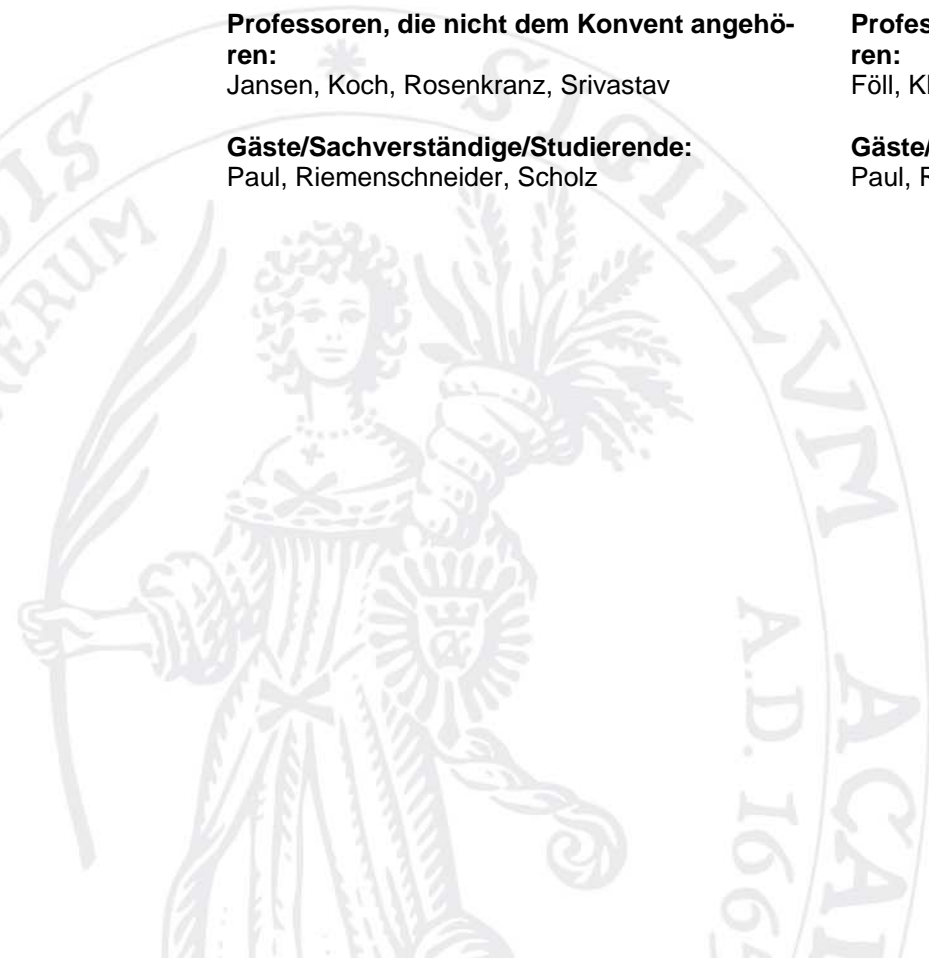 Professoren, die nicht dem Konvent angehö-
ren:
Jansen, Koch, Rosenkranz, Srivastav
Gäste/Sachverständige/Studierende:
Paul, Riemenschneider, Scholz
ren:
Föll,
Paul,
SIGILLVM
A.D.